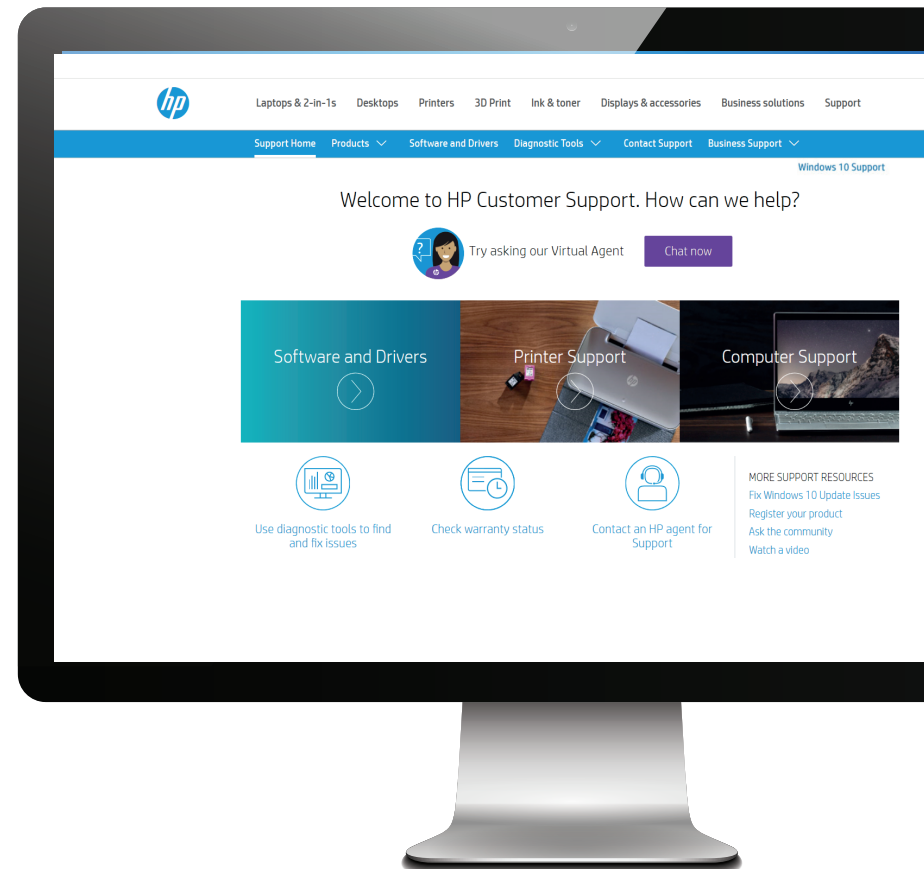 hp
Laptops & 2-in-1s Desktops Printers 3D Print Ink & toner Displays & accessories Business solutions Support
Support Home Products Software and Drivers Diagnostic Tools Contact Support Business Support
Windows 10 Support
Welcome to HP Customer Support. How can we help?
?
Try asking our Virtual Agent Chat now
Software and Drivers Printer Support Computer Support
Use diagnostic tools to find
and fix issues
Check warranty status
Contact an HP agent for
Support
MORE SUPPORT RESOURCES
Fix Windows 10 Update Issues
Register your product
Ask the community
Watch a video